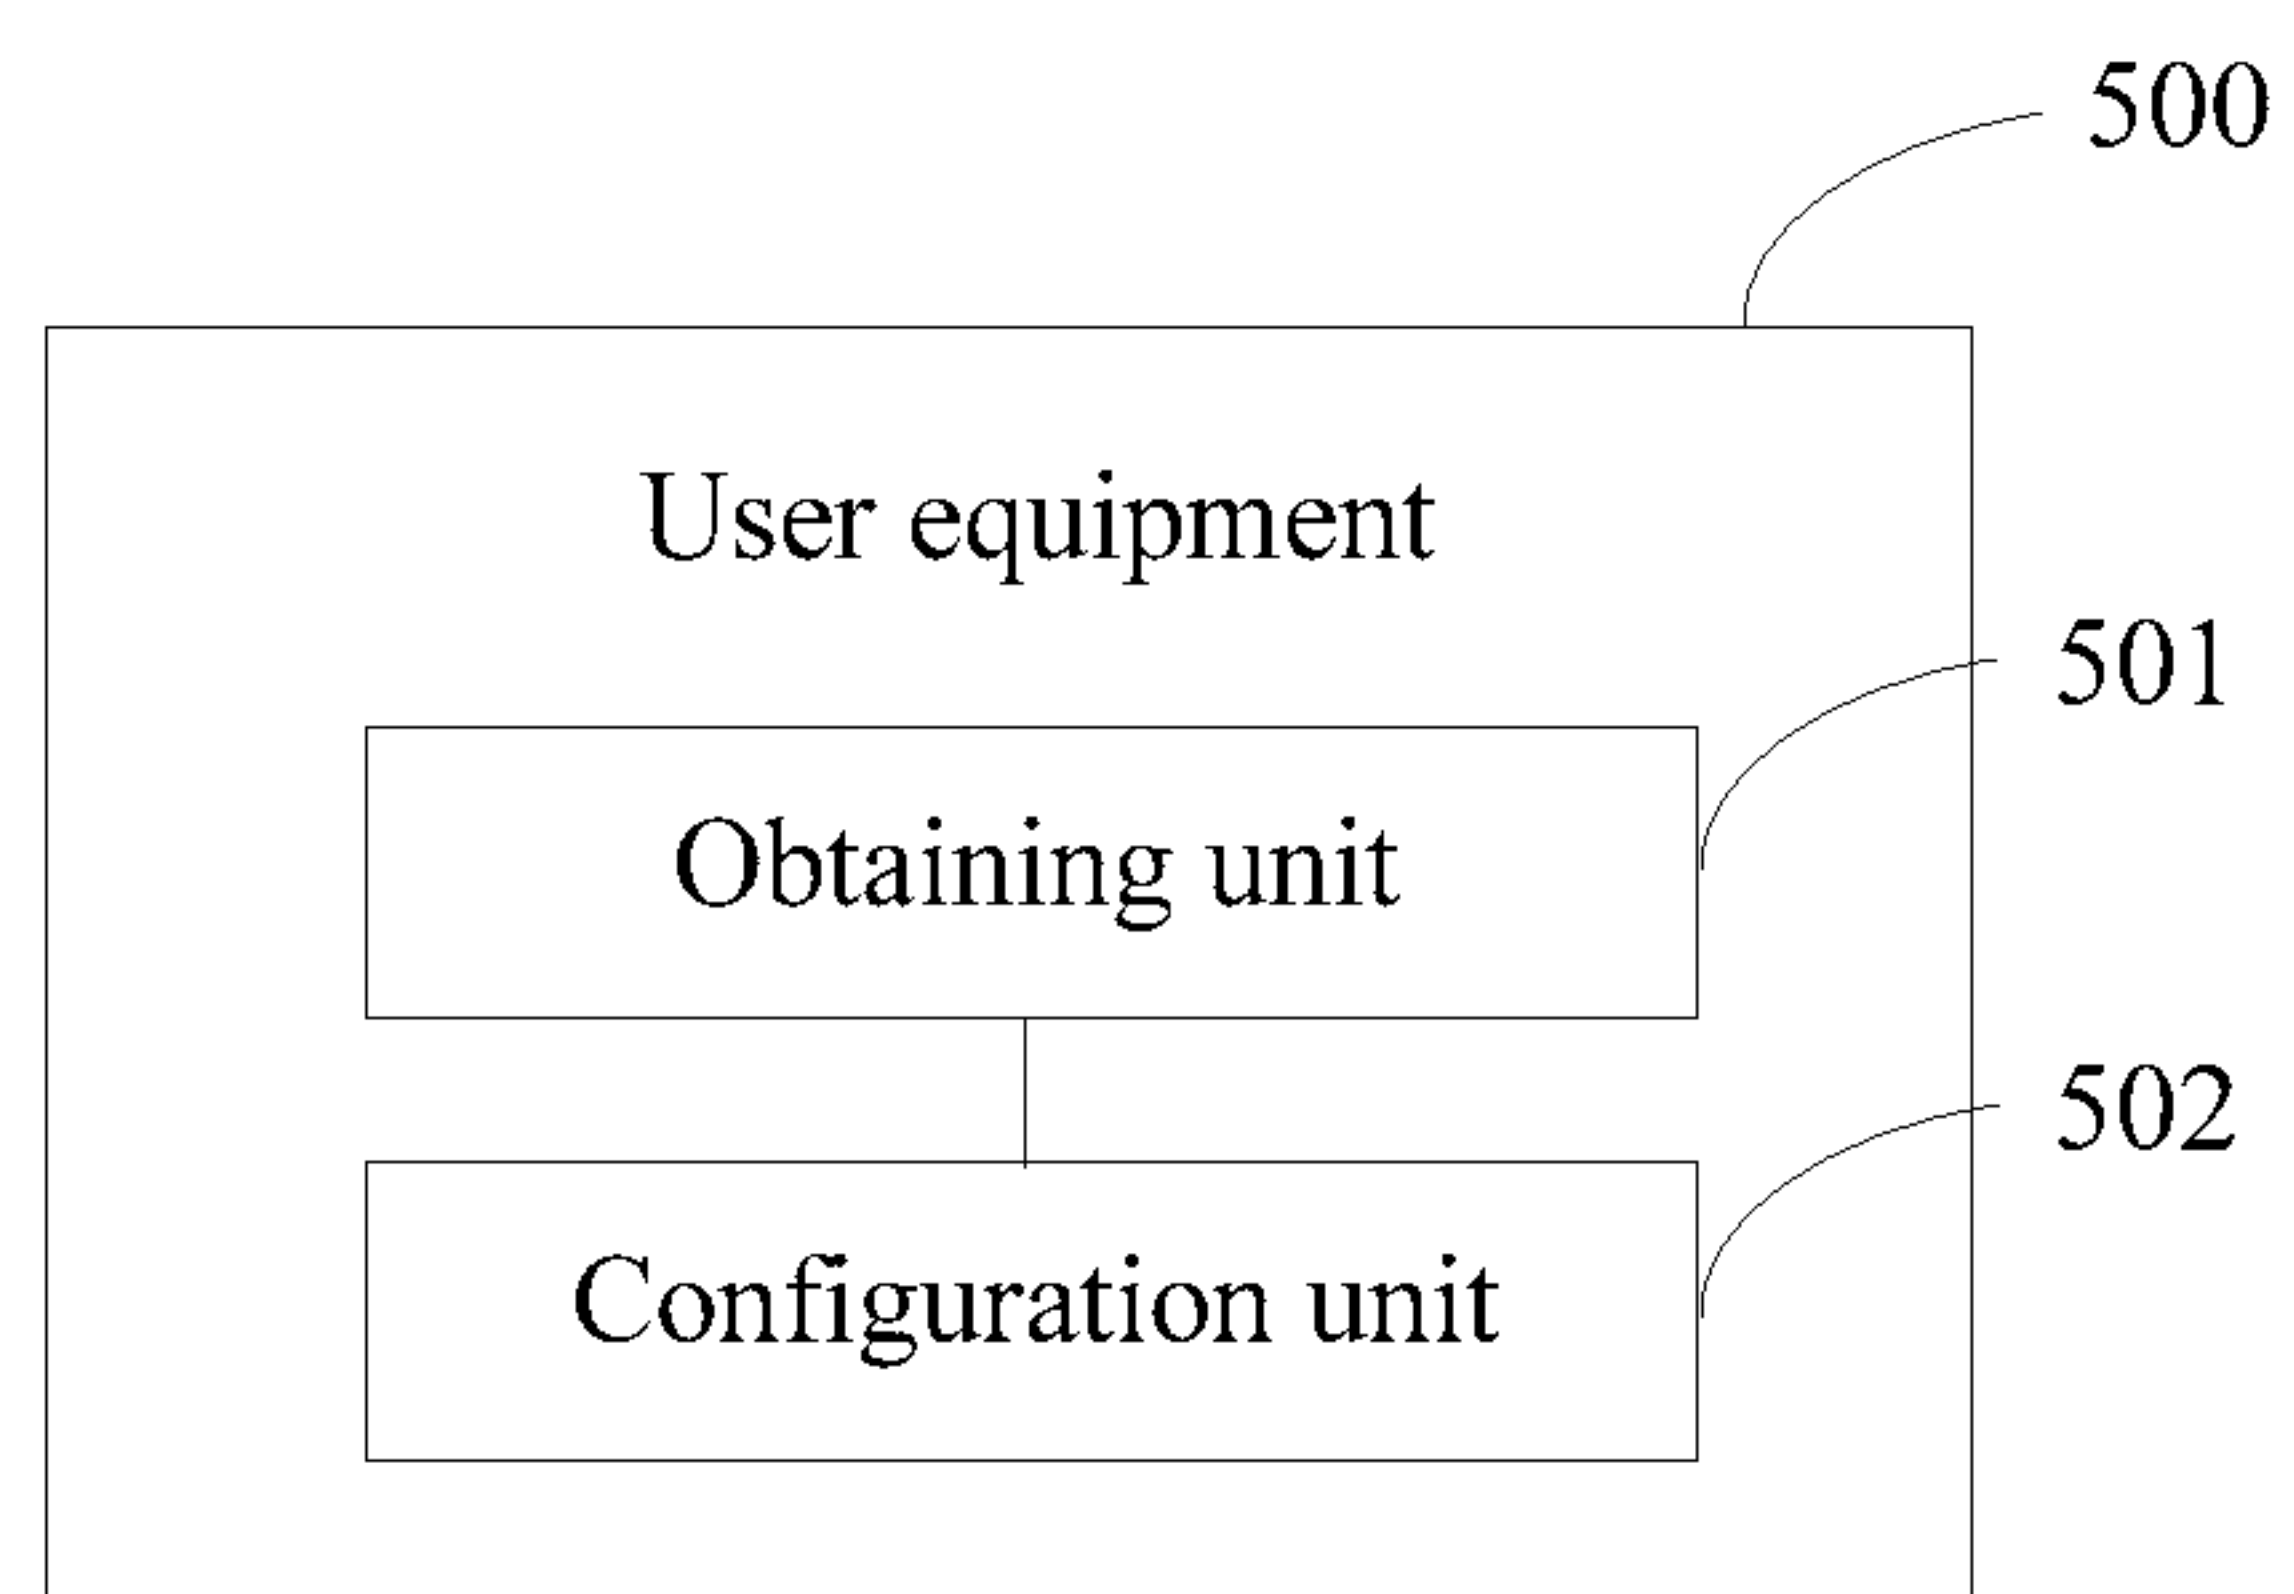 500
User equipment
501
Obtaining unit
502
Configuration unit